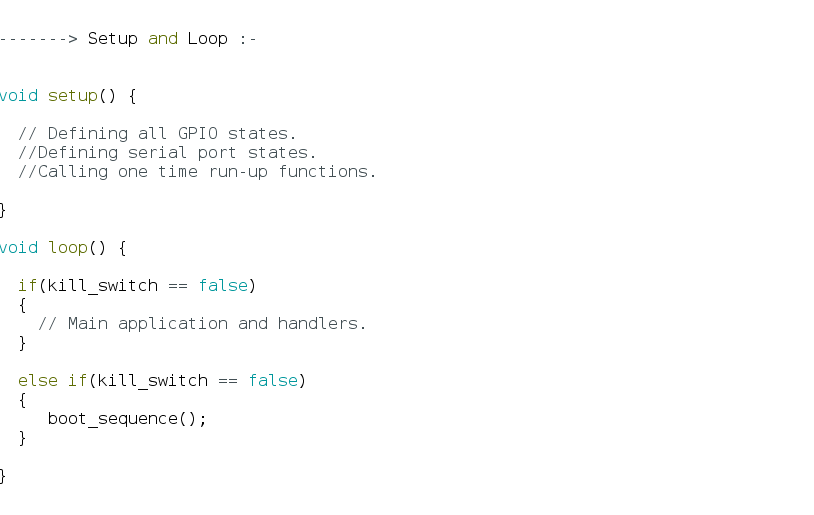 -------> Setup and Loop :-
void setup() {
// Defining all GPIO states.
//Defining serial port states.
//Calling one time run-up functions.
}
void loop() {
if(kill_switch == false)
{
// Main application and handlers.
}
else if(kill_switch == false)
{
boot_sequence();
}
}